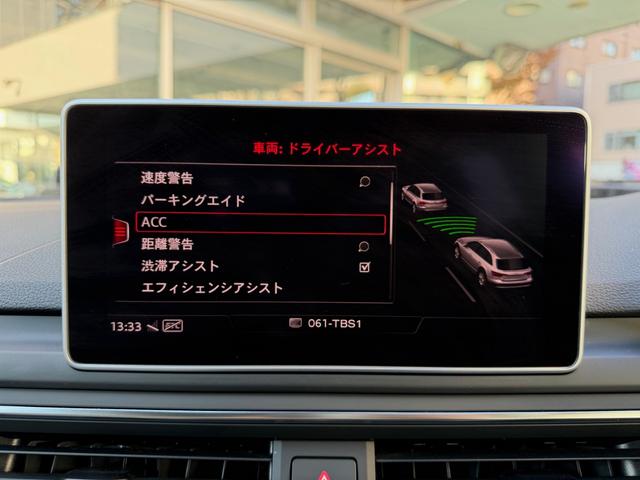 車両: ドライバーアシスト
速度警告
パーキングエイド
ACC
距離警告
渋滞アシスト
エフィシェンシアシスト
13:33
061-TBS1